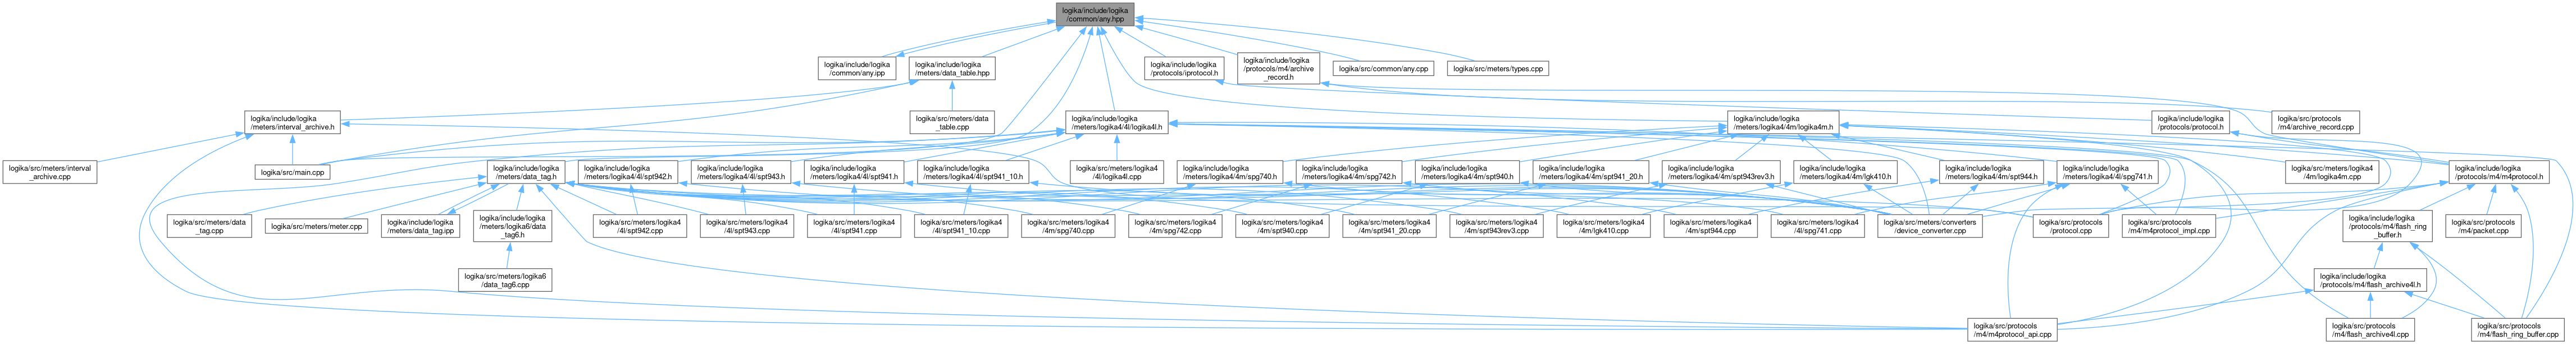 logika/include/logika
/common/any.hpp
logika/include/logika
/common/any.ipp
logika/include/logika
/meters/data_table.hpp
logika/include/logika
/protocols/iprotocol.h
logika/include/logika
/protocols/m4/archive
_record.h
logika/src/common/any.cpp
logika/src/meters/types.cpp
logika/include/logika
/meters/interval_archive.h
logika/src/meters/data
_table.cpp
logika/include/logika
/meters/logika4/4l/logika4l.h
logika/include/logika
/meters/logika4/4m/logika4m.h
logika/include/logika
/protocols/protocol.h
logika/src/protocols
/m4/archive_record.cpp
logika/src/meters/interval
_archive.cpp
logika/src/main.cpp
logika/include/logika
/meters/data_tag.h
logika/include/logika
/meters/logika4/4l/spt942.h
logika/include/logika
/meters/logika4/4l/spt943.h
logika/include/logika
/meters/logika4/4l/spt941.h
logika/include/logika
/meters/logika4/4l/spt941_10.h
logika/src/meters/logika4
/4l/logika4l.cpp
logika/include/logika
/meters/logika4/4m/spg740.h
logika/include/logika
/meters/logika4/4m/spg742.h
logika/include/logika
/meters/logika4/4m/spt940.h
logika/include/logika
/meters/logika4/4m/spt941_20.h
logika/include/logika
/meters/logika4/4m/spt943rev3.h
logika/include/logika
/meters/logika4/4m/lgk410.h
logika/include/logika
/meters/logika4/4m/spt944.h
logika/include/logika
/meters/logika4/4l/spg741.h
logika/src/meters/logika4
/4m/logika4m.cpp
logika/include/logika
/protocols/m4/m4protocol.h
logika/src/meters/data
_tag.cpp
logika/src/meters/meter.cpp
logika/include/logika
/meters/data_tag.ipp
logika/include/logika
/meters/logika6/data
_tag6.h
logika/src/meters/logika4
/4l/spt942.cpp
logika/src/meters/logika4
/4l/spt943.cpp
logika/src/meters/logika4
/4l/spt941.cpp
logika/src/meters/logika4
/4l/spt941_10.cpp
logika/src/meters/logika4
/4m/spg740.cpp
logika/src/meters/logika4
/4m/spg742.cpp
logika/src/meters/logika4
/4m/spt940.cpp
logika/src/meters/logika4
/4m/spt941_20.cpp
logika/src/meters/logika4
/4m/spt943rev3.cpp
logika/src/meters/logika4
/4m/lgk410.cpp
logika/src/meters/logika4
/4m/spt944.cpp
logika/src/meters/logika4
/4l/spg741.cpp
logika/src/meters/converters
/device_converter.cpp
logika/src/protocols
/protocol.cpp
logika/src/protocols
/m4/m4protocol_impl.cpp
logika/include/logika
/protocols/m4/flash_ring
_buffer.h
logika/src/protocols
/m4/packet.cpp
logika/src/meters/logika6
/data_tag6.cpp
logika/include/logika
/protocols/m4/flash_archive4l.h
logika/src/protocols
/m4/m4protocol_api.cpp
logika/src/protocols
/m4/flash_archive4l.cpp
logika/src/protocols
/m4/flash_ring_buffer.cpp